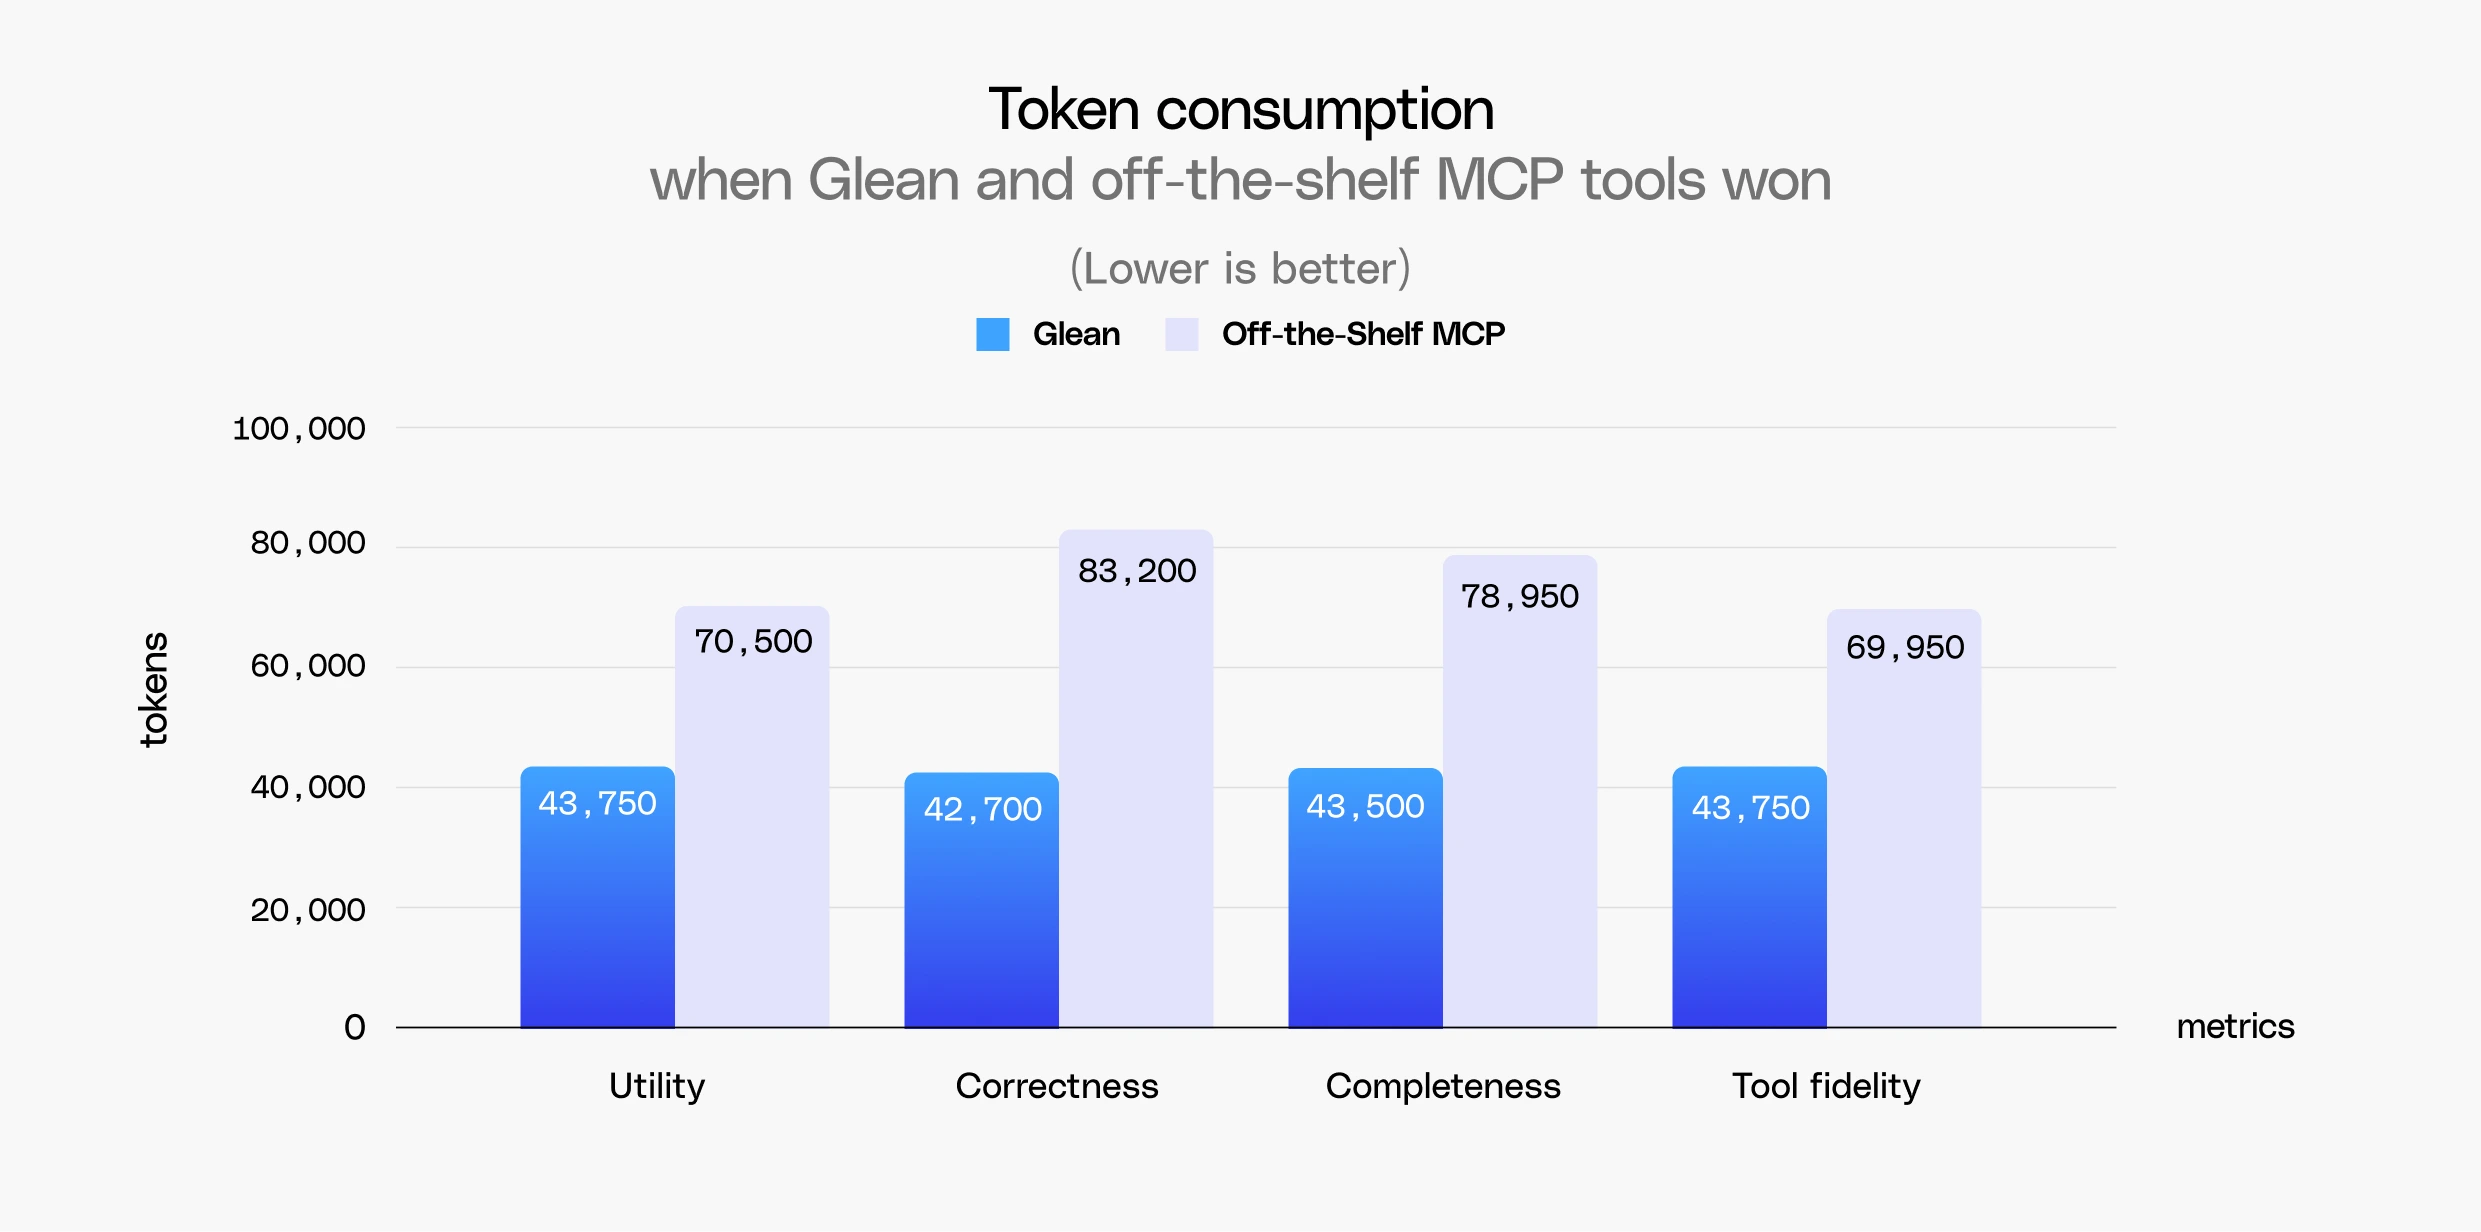 Token consumption
when Glean and off-the-shelf MCP tools won
(Lower is better)
Glean
Off-the-Shelf MCP
100,000
80,000
60,000
40,000
20,000
0
tokens
43,750
70,500
42,700
83,200
43,500
78,950
43,750
69,950
metrics
Utility
Correctness
Completeness
Tool fidelity